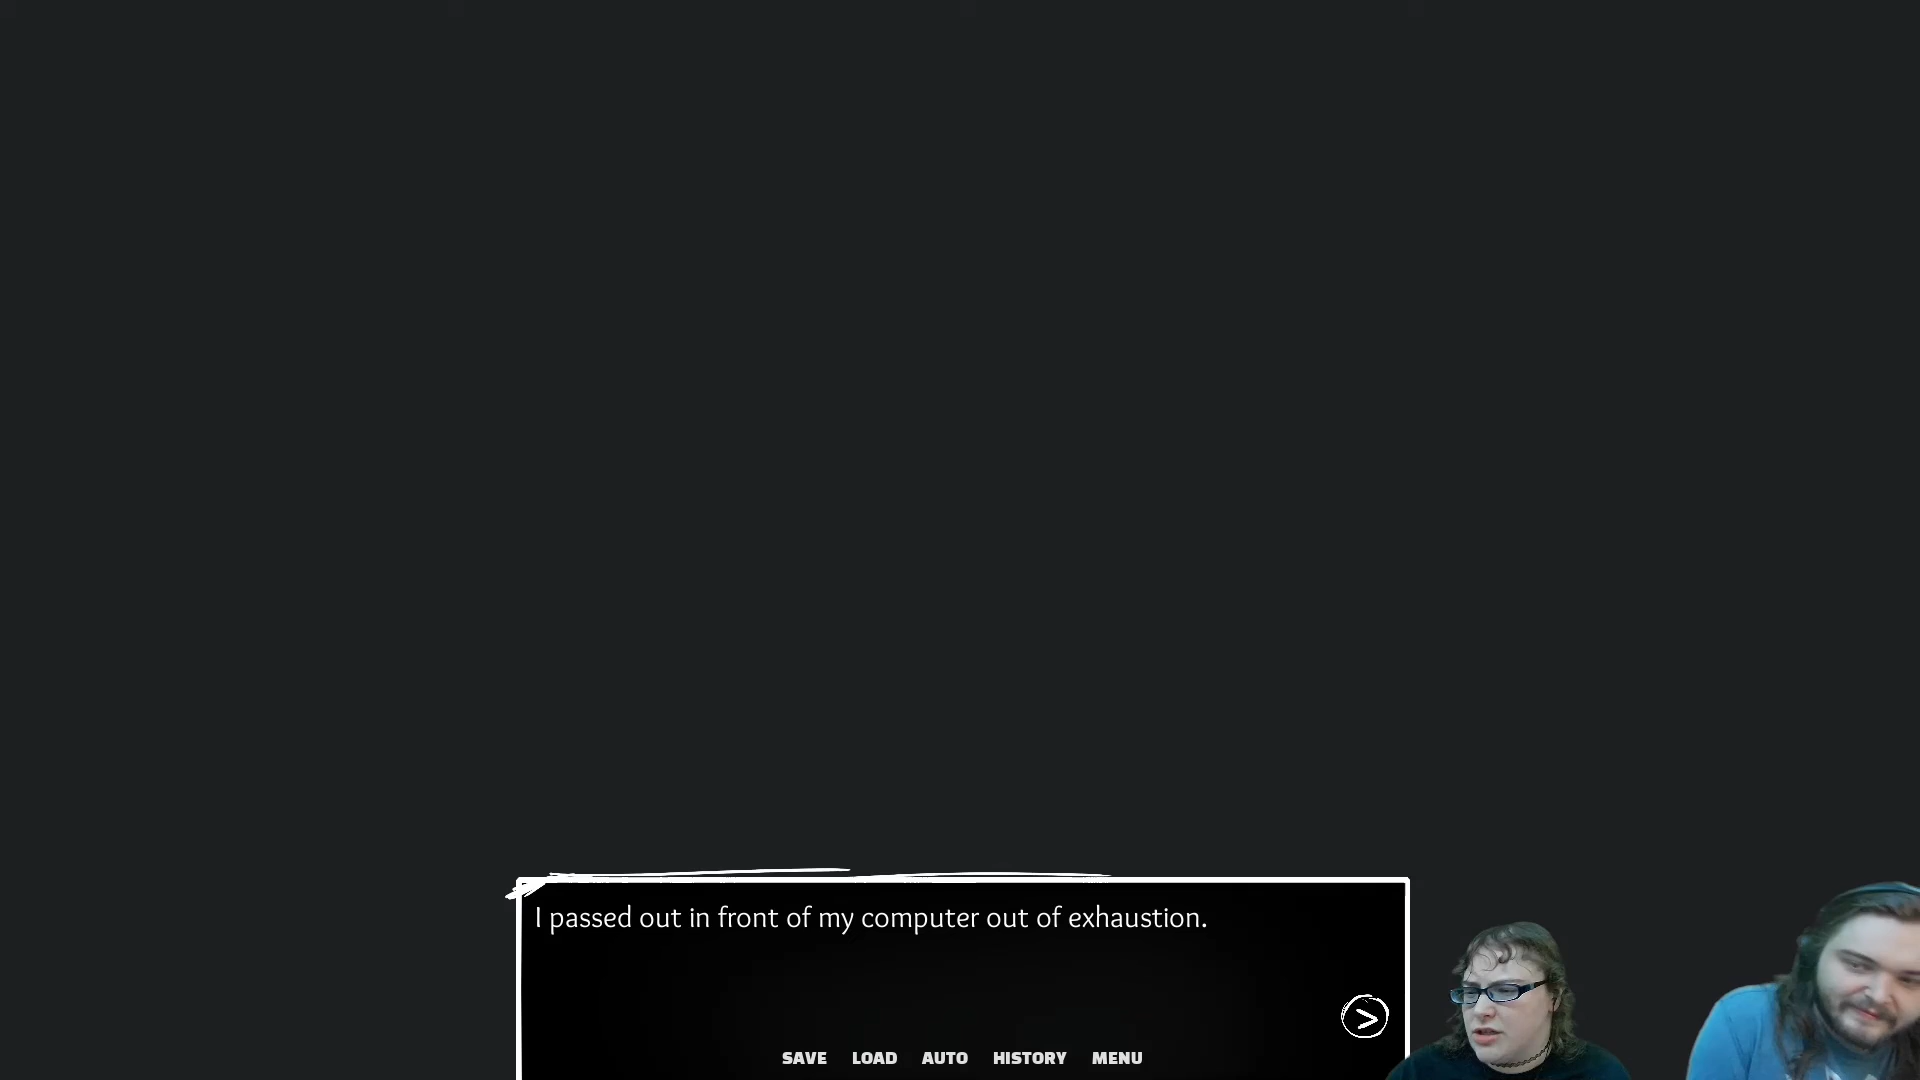 I passed out in front of my computer out of exhaustion.
>
SAVE LOAD AUTO HISTORY MENU